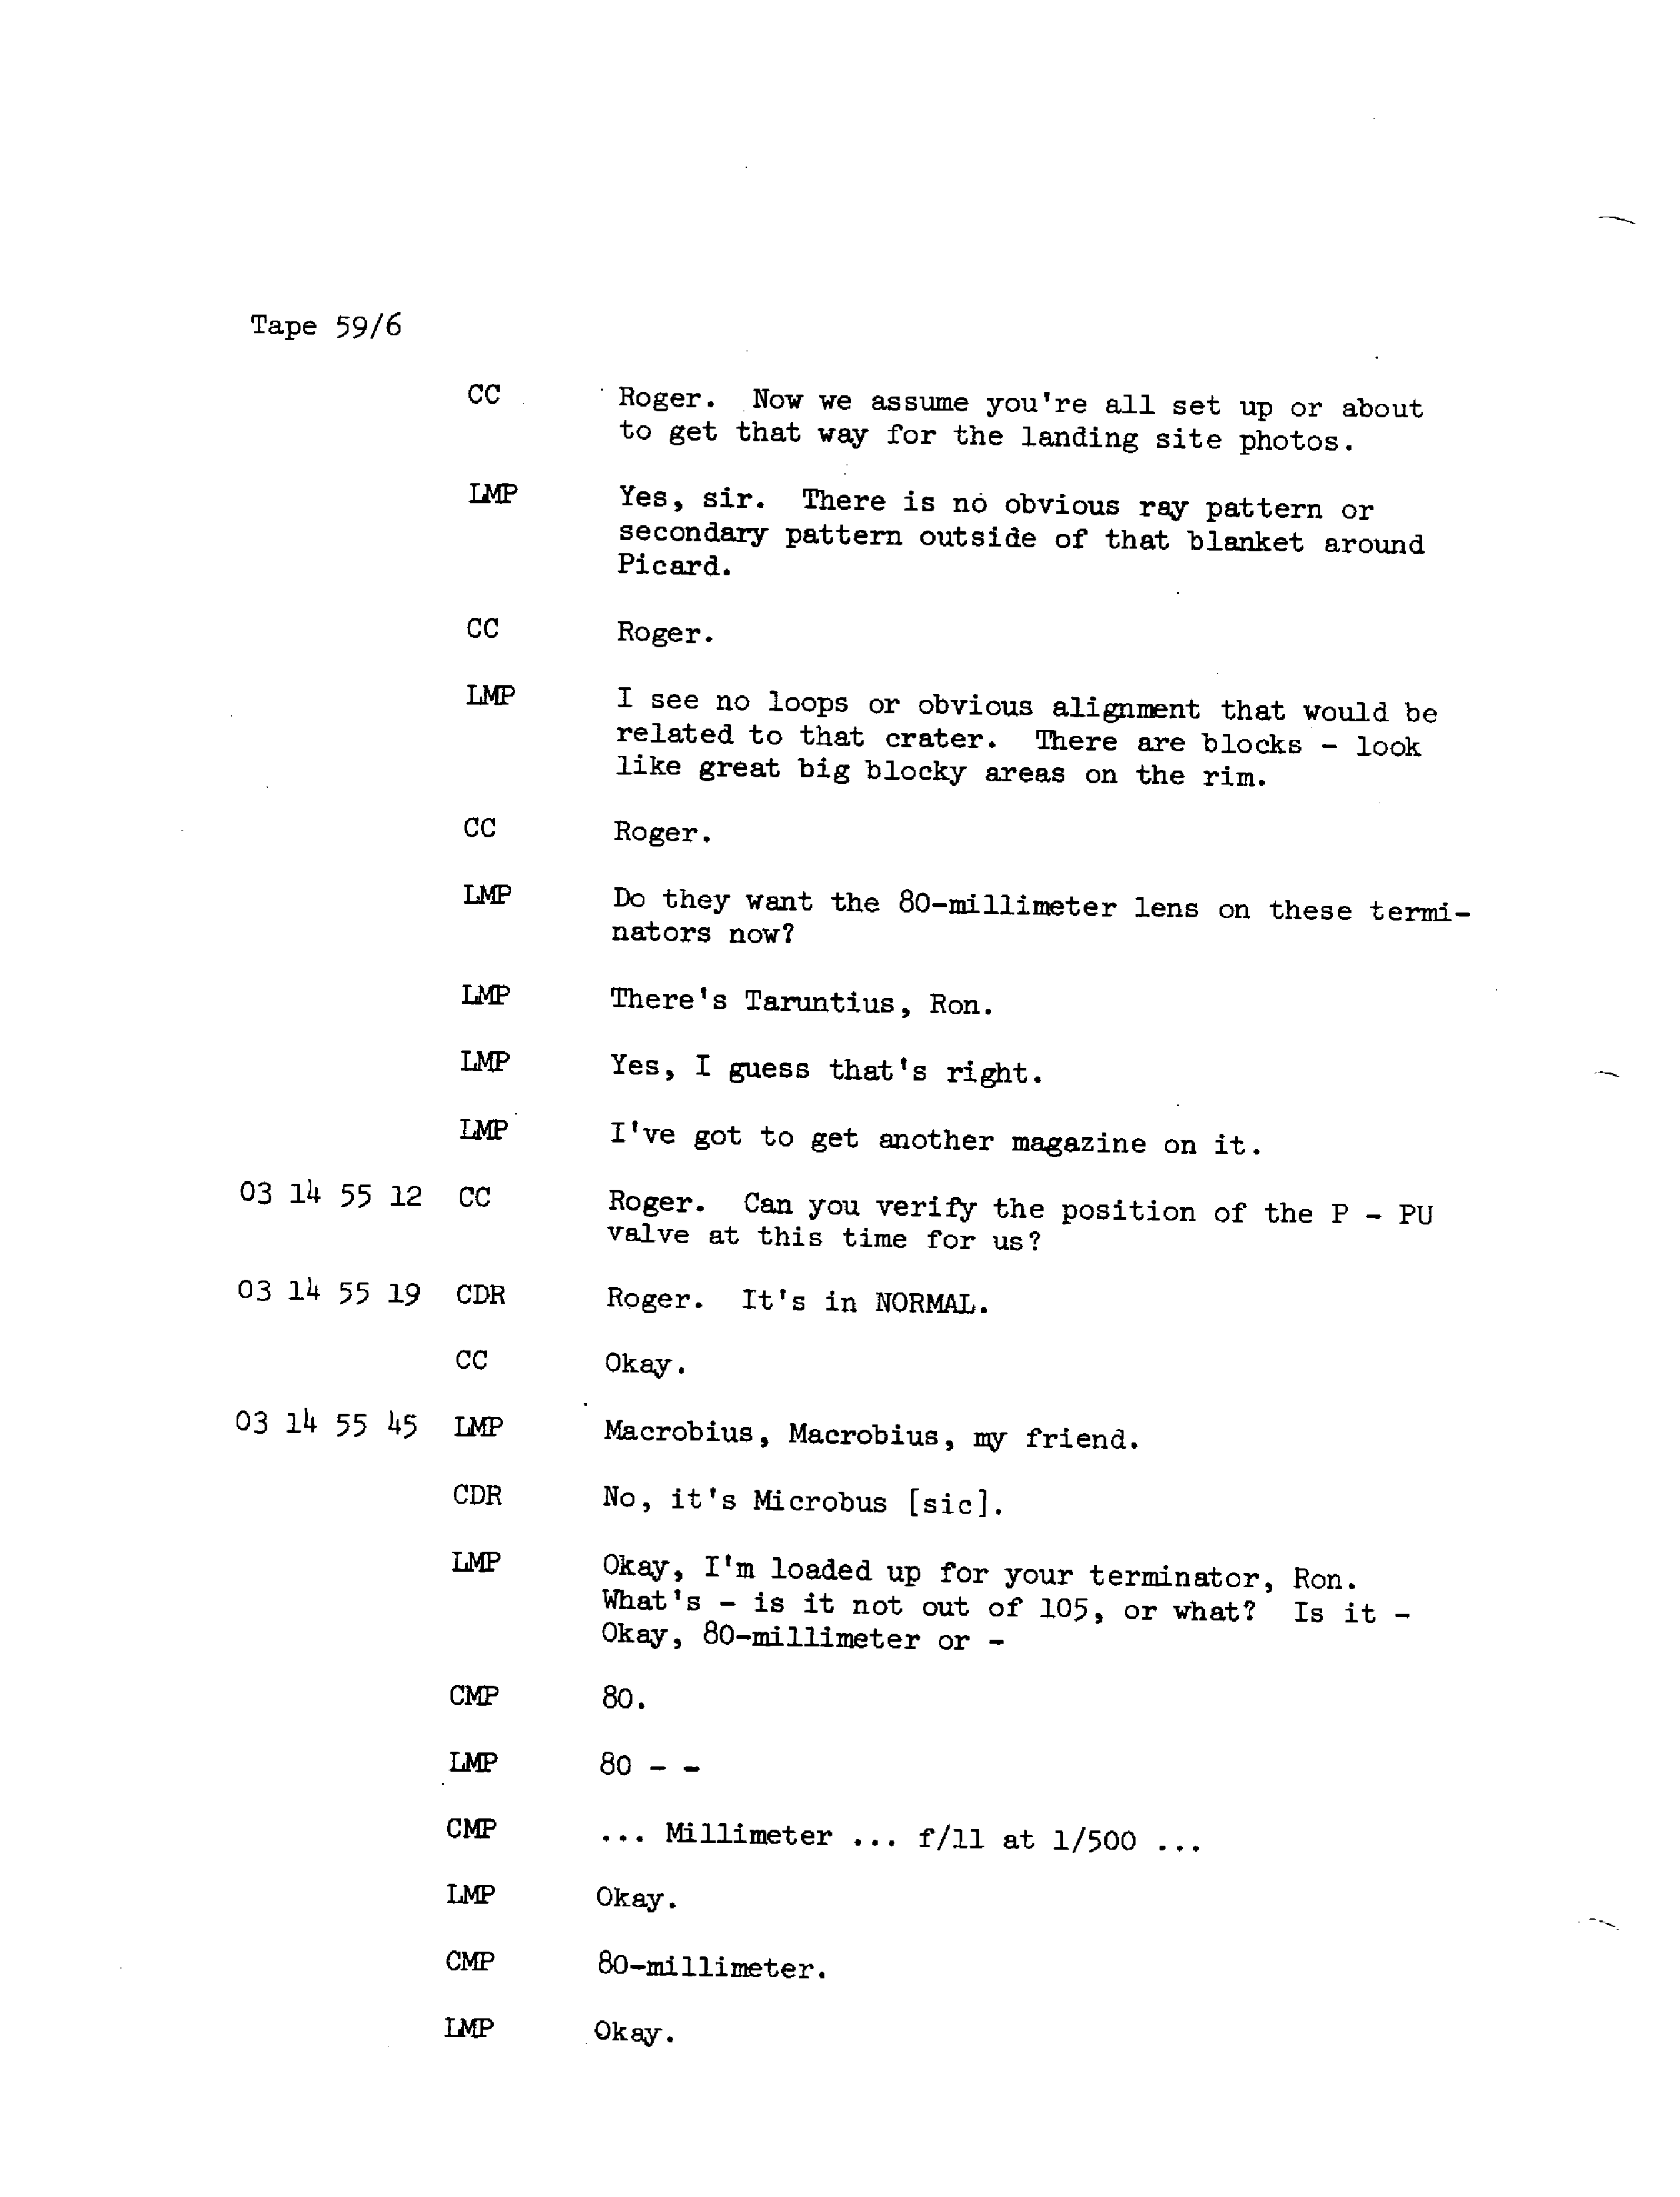 Tape 59/6
CC Roger. Now we assume you're all set up or about
to get that way for the landing site photos.
LMP Yes, sir. There is no obvious ray pattern or
secondary pattern outside of that blanket around
Picard.
CC Roger.
LMP I see no loops or obvious alignment that would be
related to that crater. There are blocks - look
like great big blocky areas on the rim.
CC Roger.
LMP Do they want the 80-millimeter lens on these termi-
nators now?
LMP There's Taruntius, Ron.
LMP Yes, I guess that's right.
LMP I've got to get another magazine on it.
03 14 55 12 CC Roger. Can you verify the position of the P - PU
valve at this time for us?
03 14 55 19 CDR Roger. It's in NORMAL.
CC Okay.
03 14 55 45 LMP Macrobius, Macrobius, my friend.
CDR No, it's Microbus [sic].
LMP Okay, I'm loaded up for your terminator, Ron.
What's - is it not out of 105, or what? Is it -
Okay, 80-millimeter or -
CMP 80.
LMP 80 - -
CMP ... Millimeter ... f/11 at 1/500 ...
LMP Okay.
CMP 80-millimeter.
LMP Okay.